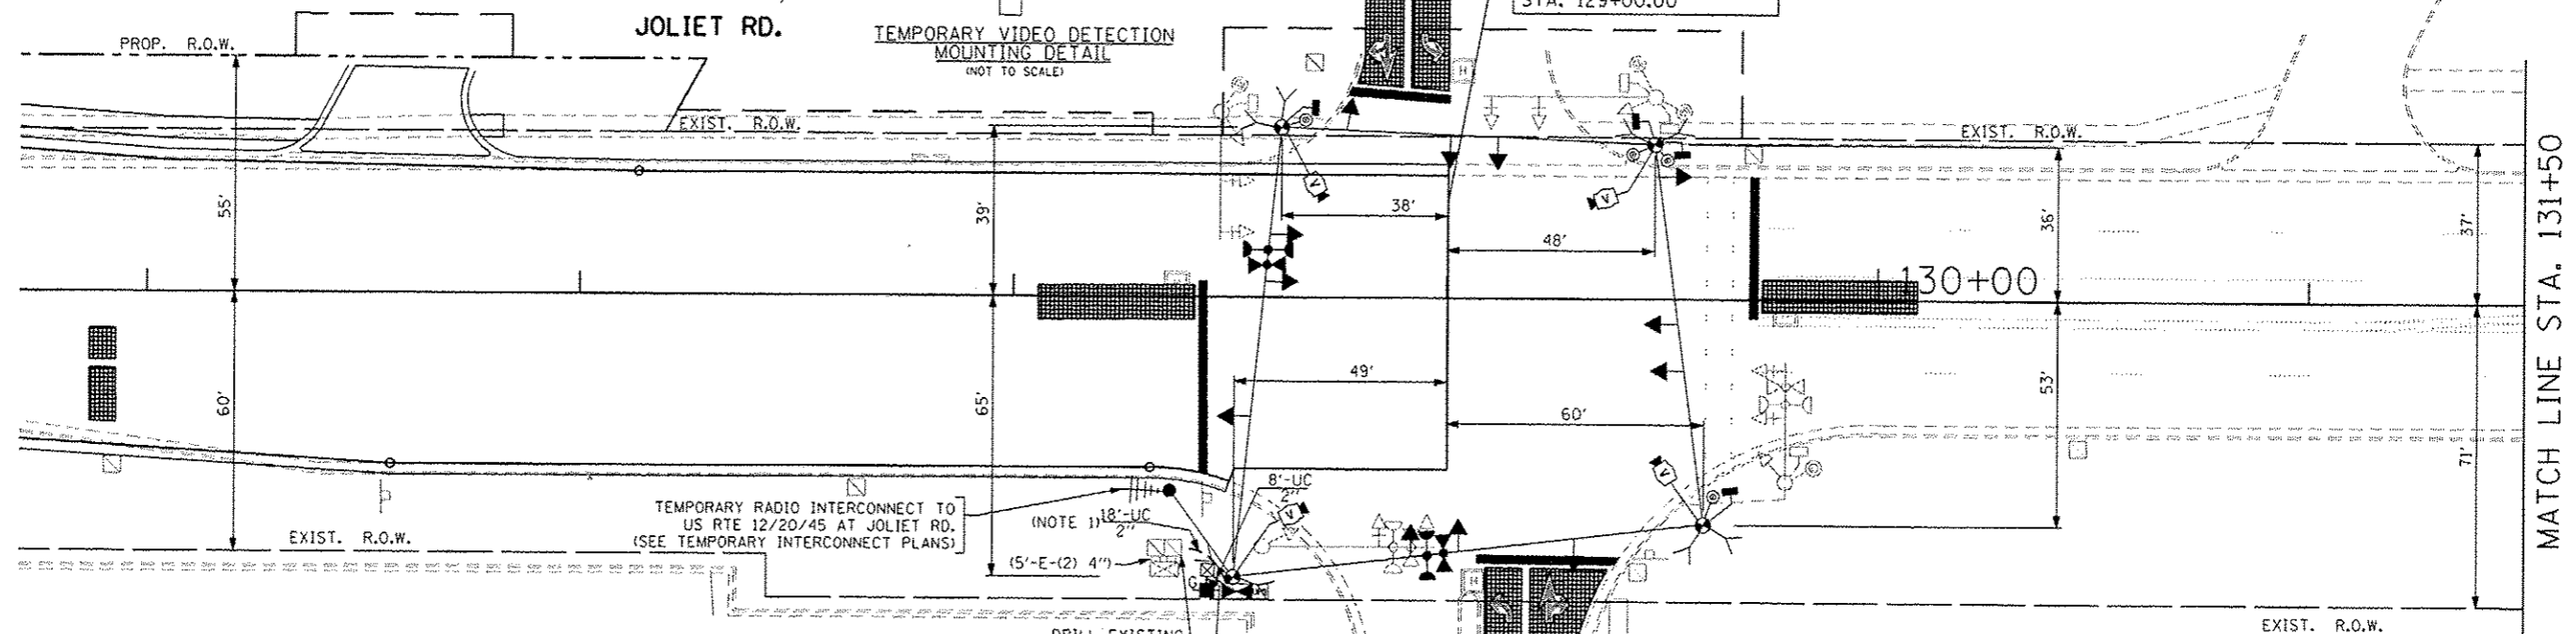 STA. 129+00.00
JOLIET RD.
TEMPORARY VIDEO DETECTION
MOUNTING DETAIL
(NOT TO SCALE)
PROP. R.O.W.
EXIST. R.O.W.
EXIST. R.O.W.
H
55'
39'
V
38'
V
48'
36'
37'
130+00
MATCH LINE STA. 131+50
60'
65'
49'
60'
53'
71'
V
TEMPORARY RADIO INTERCONNECT TO
US RTE 12/20/45 AT JOLIET RD.
(SEE TEMPORARY INTERCONNECT PLANS)
8'-UC
2"
(NOTE 1)
18'-UC
2"
V
EXIST. R.O.W.
(5'-E-(2) 4")
G
H
DRILL EXISTING
EXIST. R.O.W.